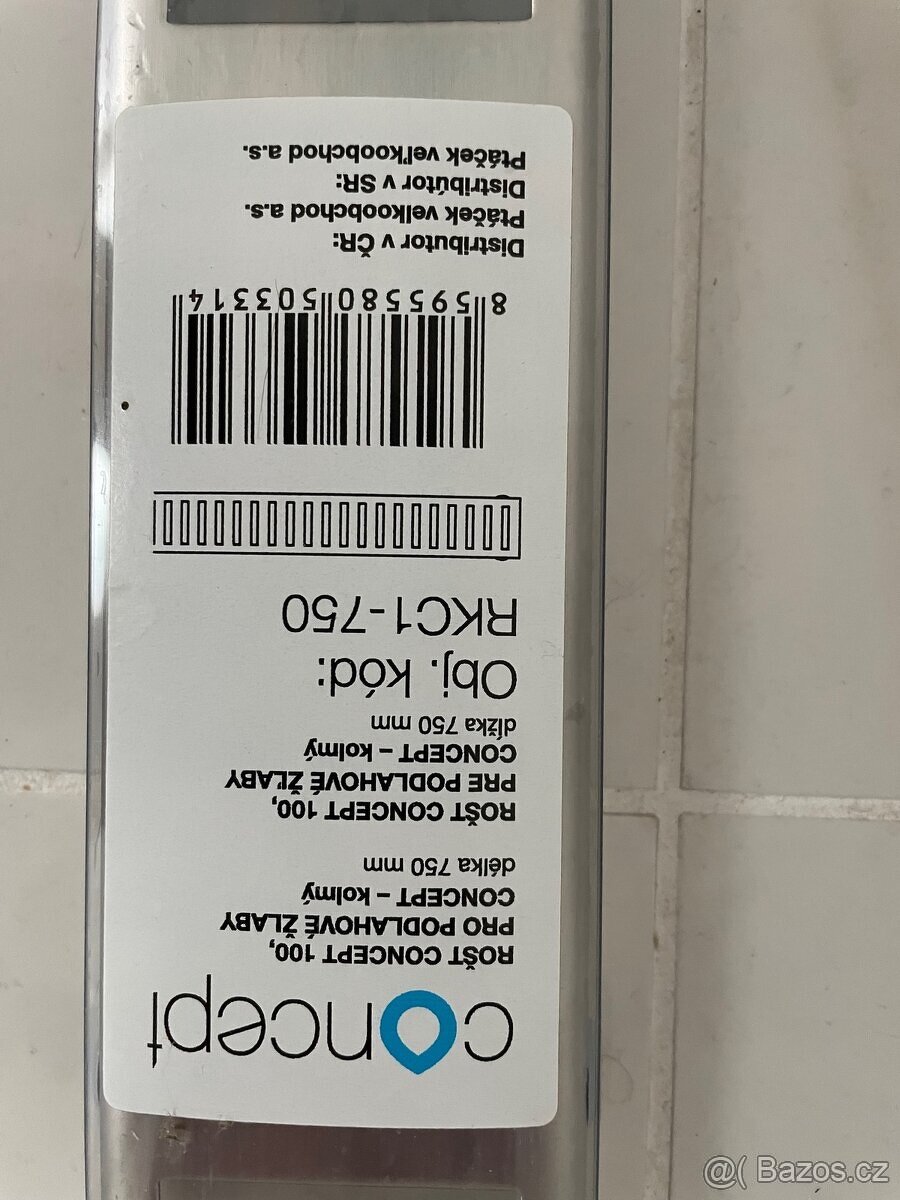 concept
ROŠT CONCEPT 100,
PRO PODLAHOVÉ ŽLABY
CONCEPT – kolmý
délka 750 mm
ROŠT CONCEPT 100,
PRE PODLAHOVÉ ŽĽABY
CONCEPT – kolmý
dĺžka 750 mm
Obj. kód:
RKC1-750
8 595580 503314
Distributor v ČR:
Ptáček velkoobchod a.s.
Distribútor v SR:
Ptáček veľkoobchod a.s.
@( Bazos.cz